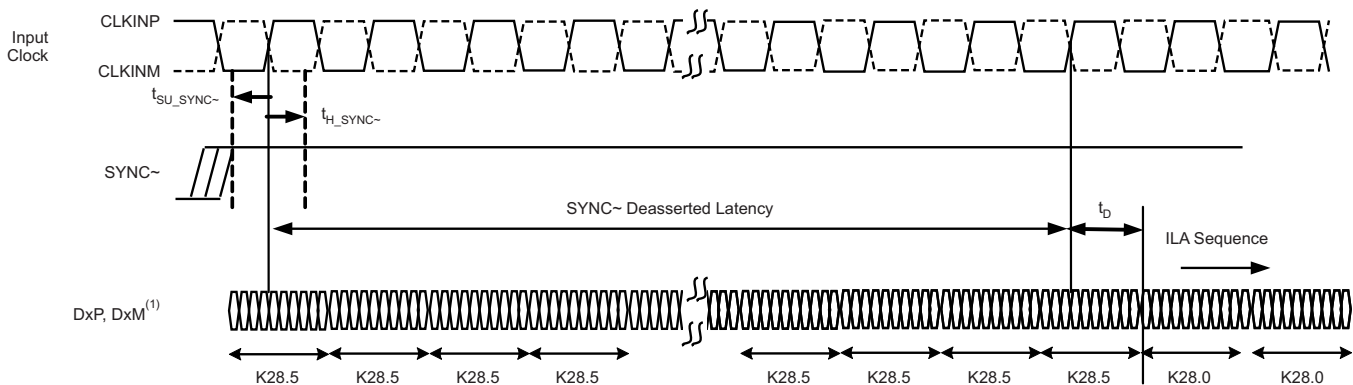 CLKINP
Input
Clock
CLKINM
tSU_SYNC~
tH_SYNC~
SYNC~
SYNC~ Deasserted Latency
tD
ILA Sequence
DxP, DxM(1)
K28.5 K28.5 K28.5 K28.5 K28.5 K28.5 K28.5 K28.5 K28.0 K28.0